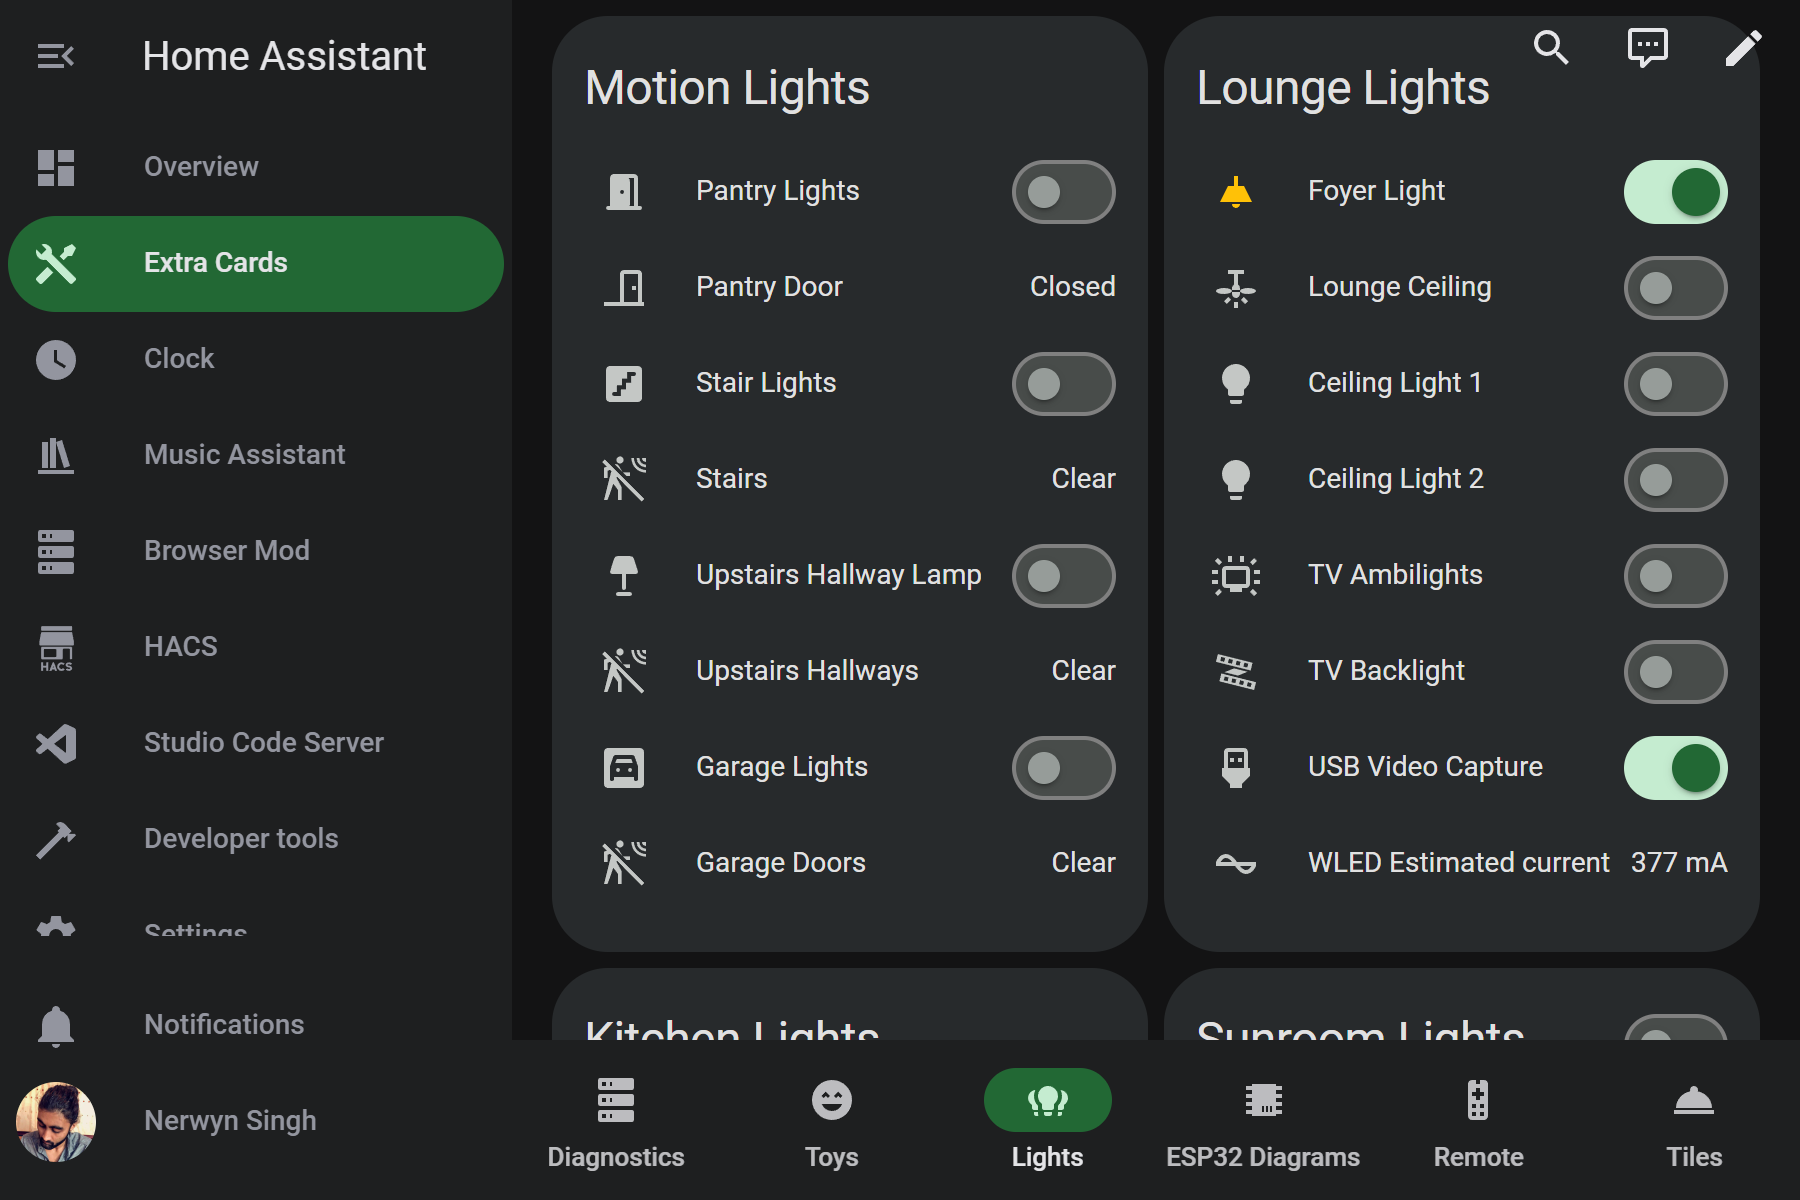 Home Assistant
Overview
Extra Cards
Clock
Music Assistant
Browser Mod
HACS
HACS
Studio Code Server
Developer tools
Settings
Notifications
Nerwyn Singh
Motion Lights
Pantry Lights
Pantry Door Closed
Stair Lights
Stairs Clear
Upstairs Hallway Lamp
Upstairs Hallways Clear
Garage Lights
Garage Doors Clear
Lounge Lights
Foyer Light
Lounge Ceiling
Ceiling Light 1
Ceiling Light 2
TV Ambilights
TV Backlight
USB Video Capture
WLED Estimated current 377 mA
Kitchen Lights
Sunroom Lights
Diagnostics
Toys
Lights
ESP32 Diagrams
Remote
Tiles